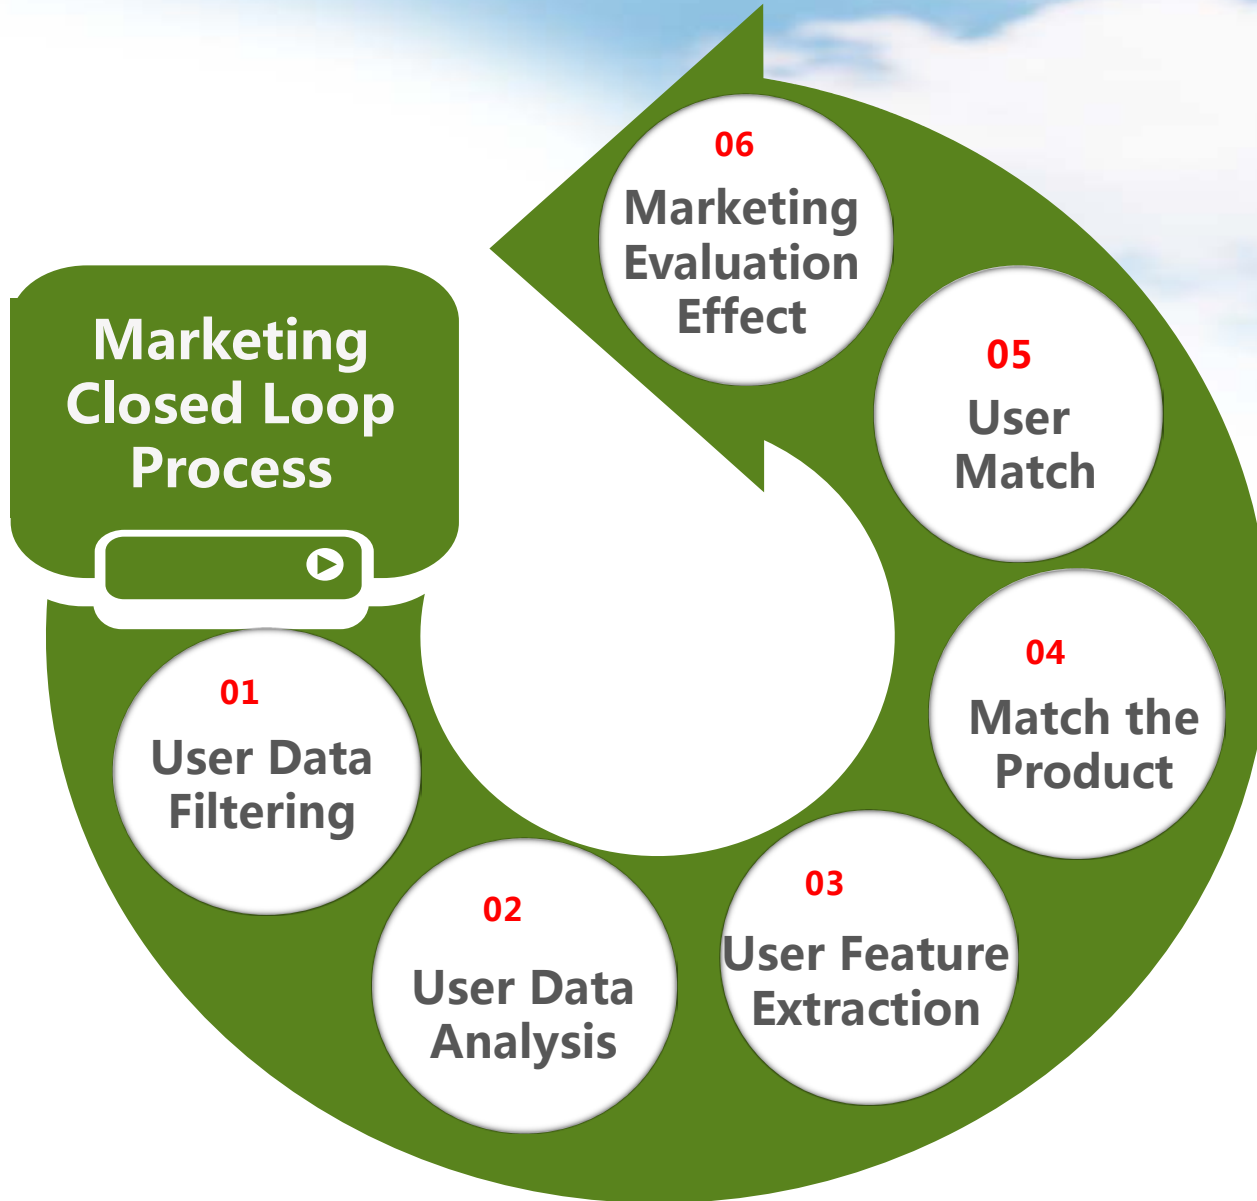 Marketing
Closed Loop
Process
01
User Data
Filtering
02
User Data
Analysis
03
User Feature
Extraction
04
Match the
Product
05
User
Match
06
Marketing
Evaluation
Effect